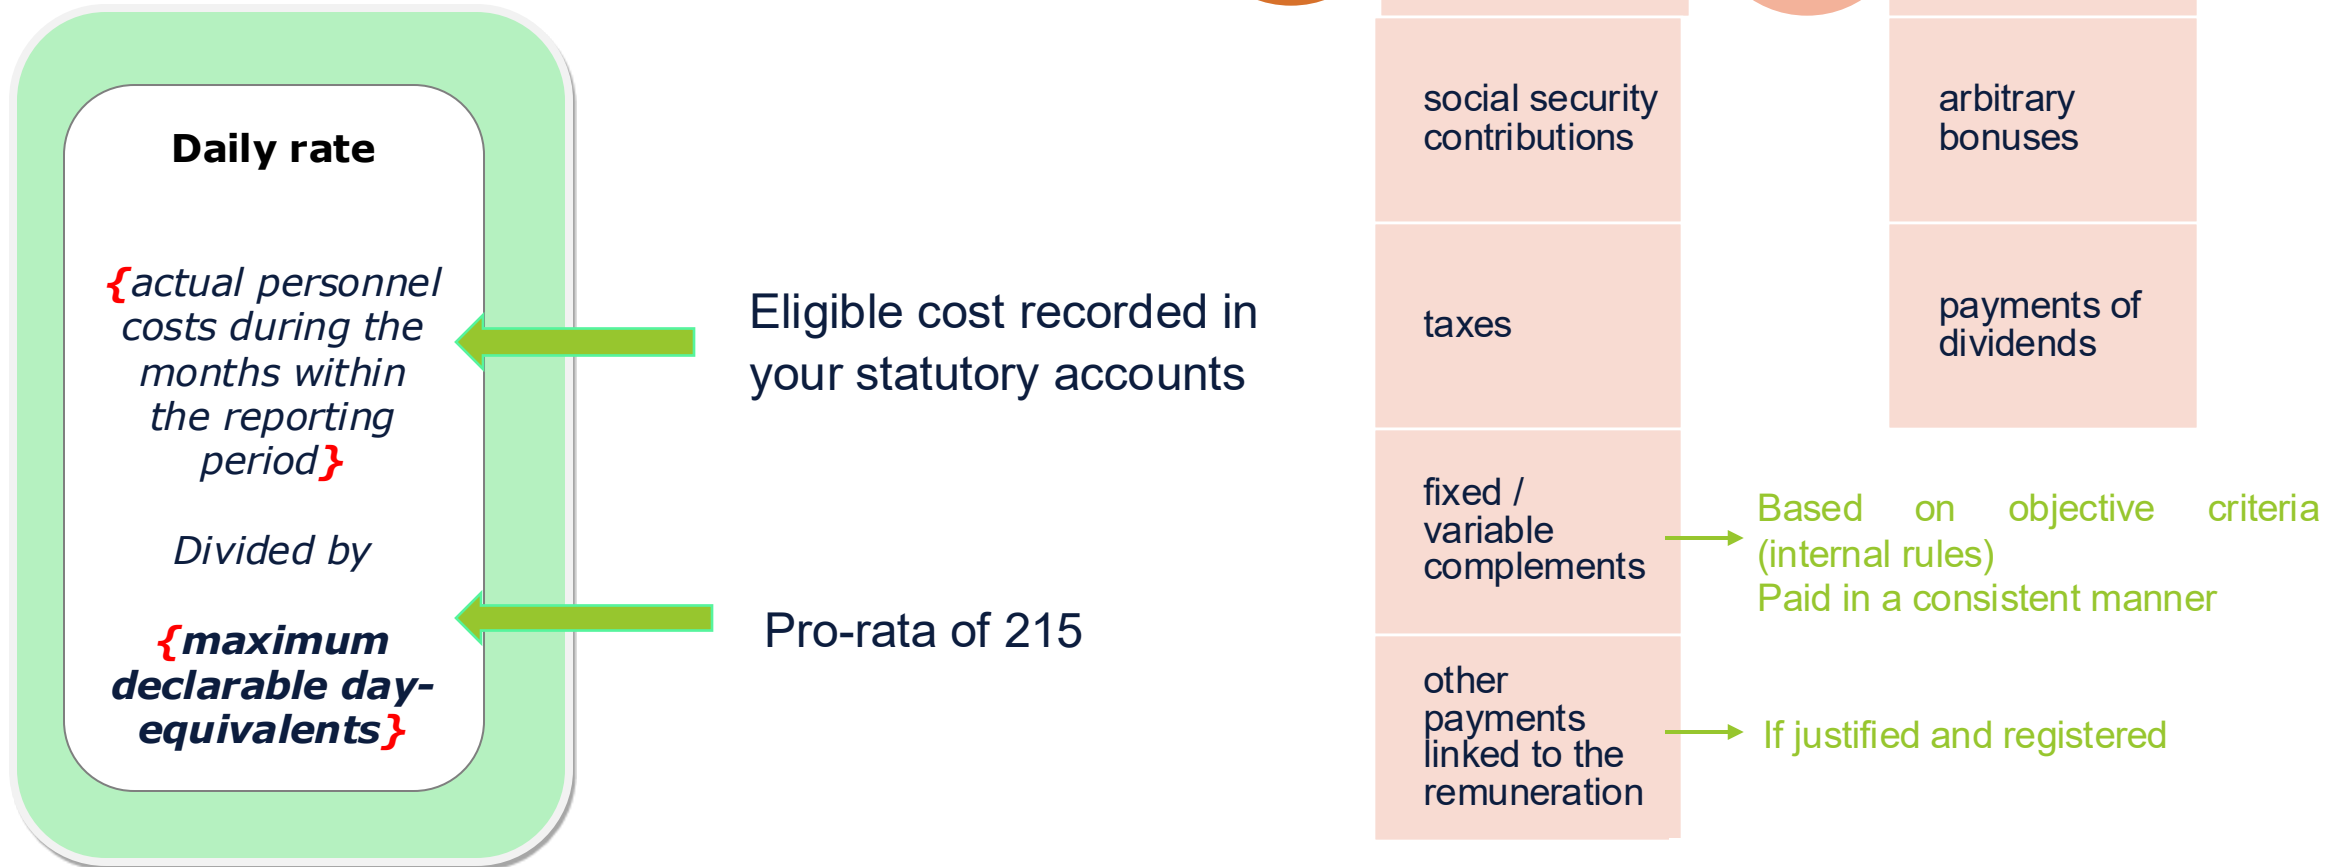 Daily rate
{actual personnel
costs during the
months within
the reporting
period}
Divided by
{maximum
declarable day-
equivalents}
Eligible cost recorded in
your statutory accounts
Pro-rata of 215
social security
contributions
taxes
fixed /
variable
complements
other
payments
linked to the
remuneration
arbitrary
bonuses
payments of
dividends
Based on objective criteria
(internal rules)
Paid in a consistent manner
If justified and registered